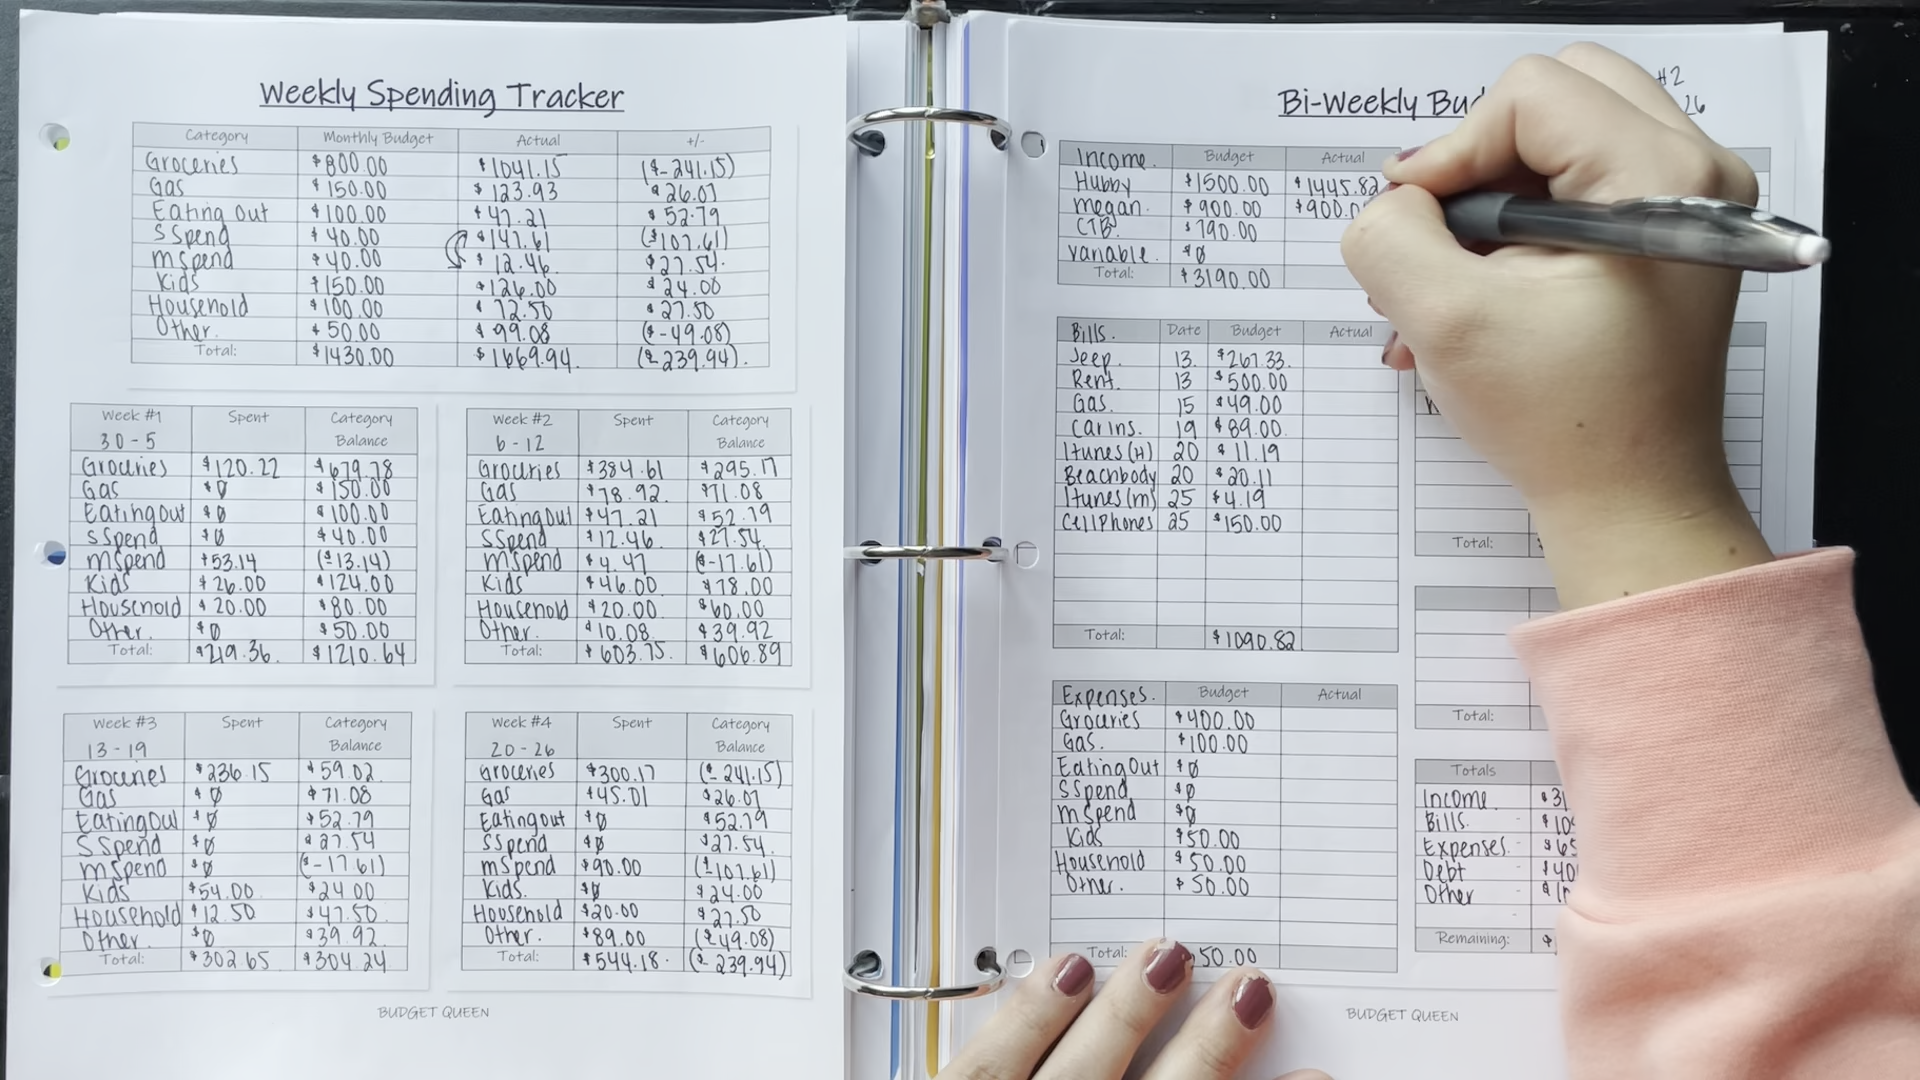 Weekly Spending Tracker
Category Monthly Budget Actual +/-
Groceries $800.00 $1041.15 ($-241.15)
Gas $150.00 $123.93 $26.07
Eating Out $100.00 $47.21 $52.79
S Spend $40.00 $147.61 ($107.61)
m Spend $40.00 $12.46 $27.54
Kids $150.00 $126.00 $24.00
Household $100.00 $72.50 $27.50
Other. $50.00 $99.08 ($-49.08)
Total: $1430.00 $1669.94 ($-239.94)
Week #1 Spent Category Balance
30-5
Groceries $120.22 $679.78
Gas $0 $150.00
Eating out $0 $100.00
S Spend $0 $40.00
m Spend $53.14 ($-13.14)
Kids $26.00 $124.00
Household $20.00 $80.00
Other. $0 $50.00
Total: $219.36 $1210.64
Week #2 Spent Category Balance
6-12
Groceries $384.61 $295.17
Gas $78.92 $71.08
Eating out $47.21 $52.79
S Spend $12.46 $27.54
m Spend $4.47 ($-17.61)
Kids $46.00 $78.00
Household $20.00 $60.00
Other. $10.08 $39.92
Total: $603.75 $606.89
Week #3 Spent Category Balance
13-19
Groceries $236.15 $59.02
Gas $0 $71.08
Eating Out $0 $52.79
S Spend $0 $27.54
m Spend $0 ($-17.61)
Kids $54.00 $24.00
Household $12.50 $47.50
Other. $0 $39.92
Total: $302.65 $304.24
Week #4 Spent Category Balance
20-26
Groceries $300.17 ($-241.15)
Gas $45.01 $26.07
Eating out $0 $52.79
S Spend $0 $27.54
m Spend $90.00 ($-107.61)
Kids. $0 $24.00
Household $20.00 $27.50
Other. $89.00 ($-49.08)
Total: $544.18 ($-239.94)
BUDGET QUEEN
Bi-Weekly
#2
26
Income. Budget Actual
Hubby $1500.00 $1445.82
Megan. $900.00 $900.0
CTB $790.00
Variable. $0
Total: $3190.00
Bills. Date Budget Actual
Jeep. 13. $267.33
Rent. 13 $500.00
Gas. 15 $49.00
Car ins. 19 $89.00
Itunes (H) 20 $11.19
Beachbody 20 $20.11
Itunes (m) 25 $4.19
Cell Phones 25 $150.00
Total: $1090.82
Expenses. Budget Actual
Groceries $400.00
Gas. $100.00
Eating Out $0
S Spend $0
m Spend $0
Kids $50.00
Household $50.00
Other. $50.00
Total: 50.00
Total:
Total:
Totals
Income.
Bills.
Expenses.
Debt
Other
Remaining:
BUDGET QUEEN